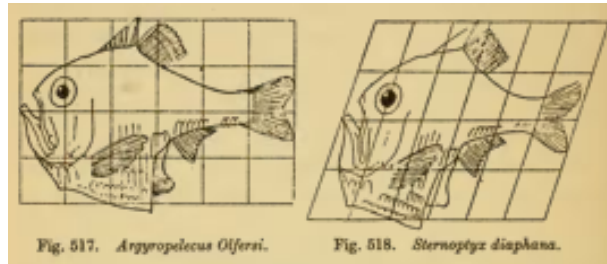 Fig. 517. Argyropelecus Olfersi.
Fig. 518. Sternoptyx diaphana.